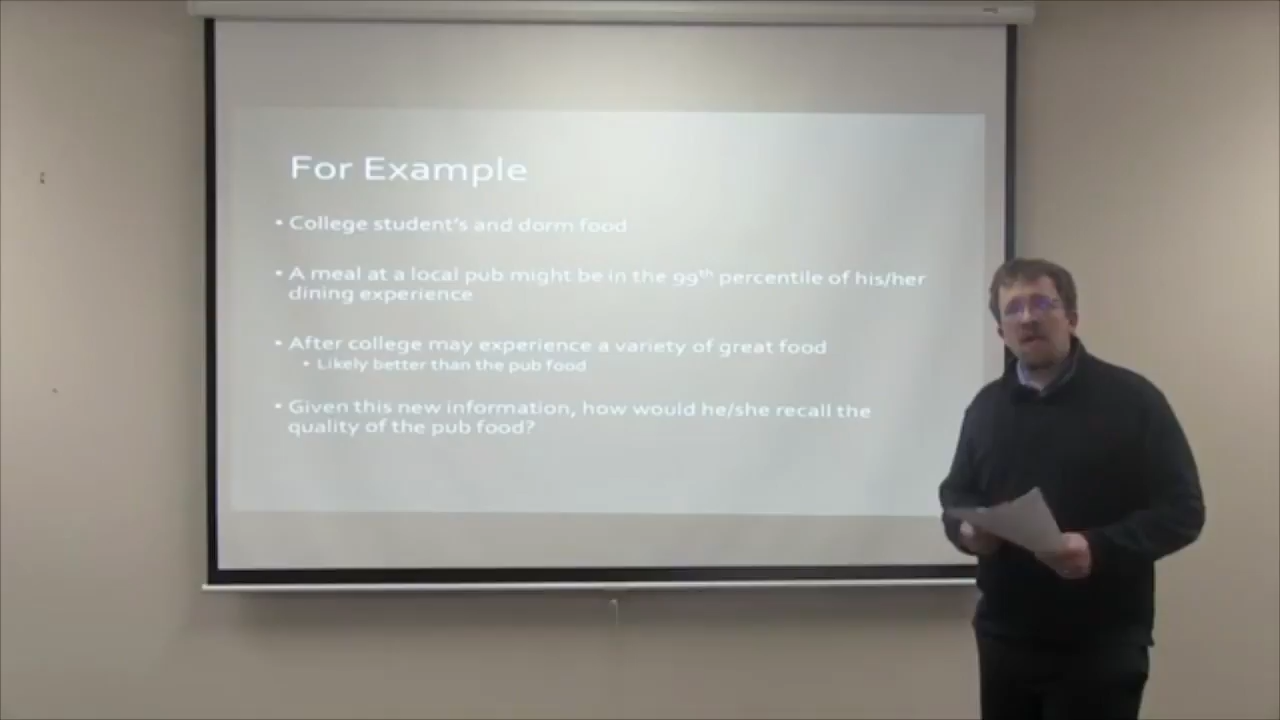 For Example
• College student's and dorm food
• A meal at a local pub might be in the 99th percentile of his/her
dining experience
• After college may experience a variety of great food
• Likely better than the pub food
• Given this new information, how would he/she recall the
quality of the pub food?